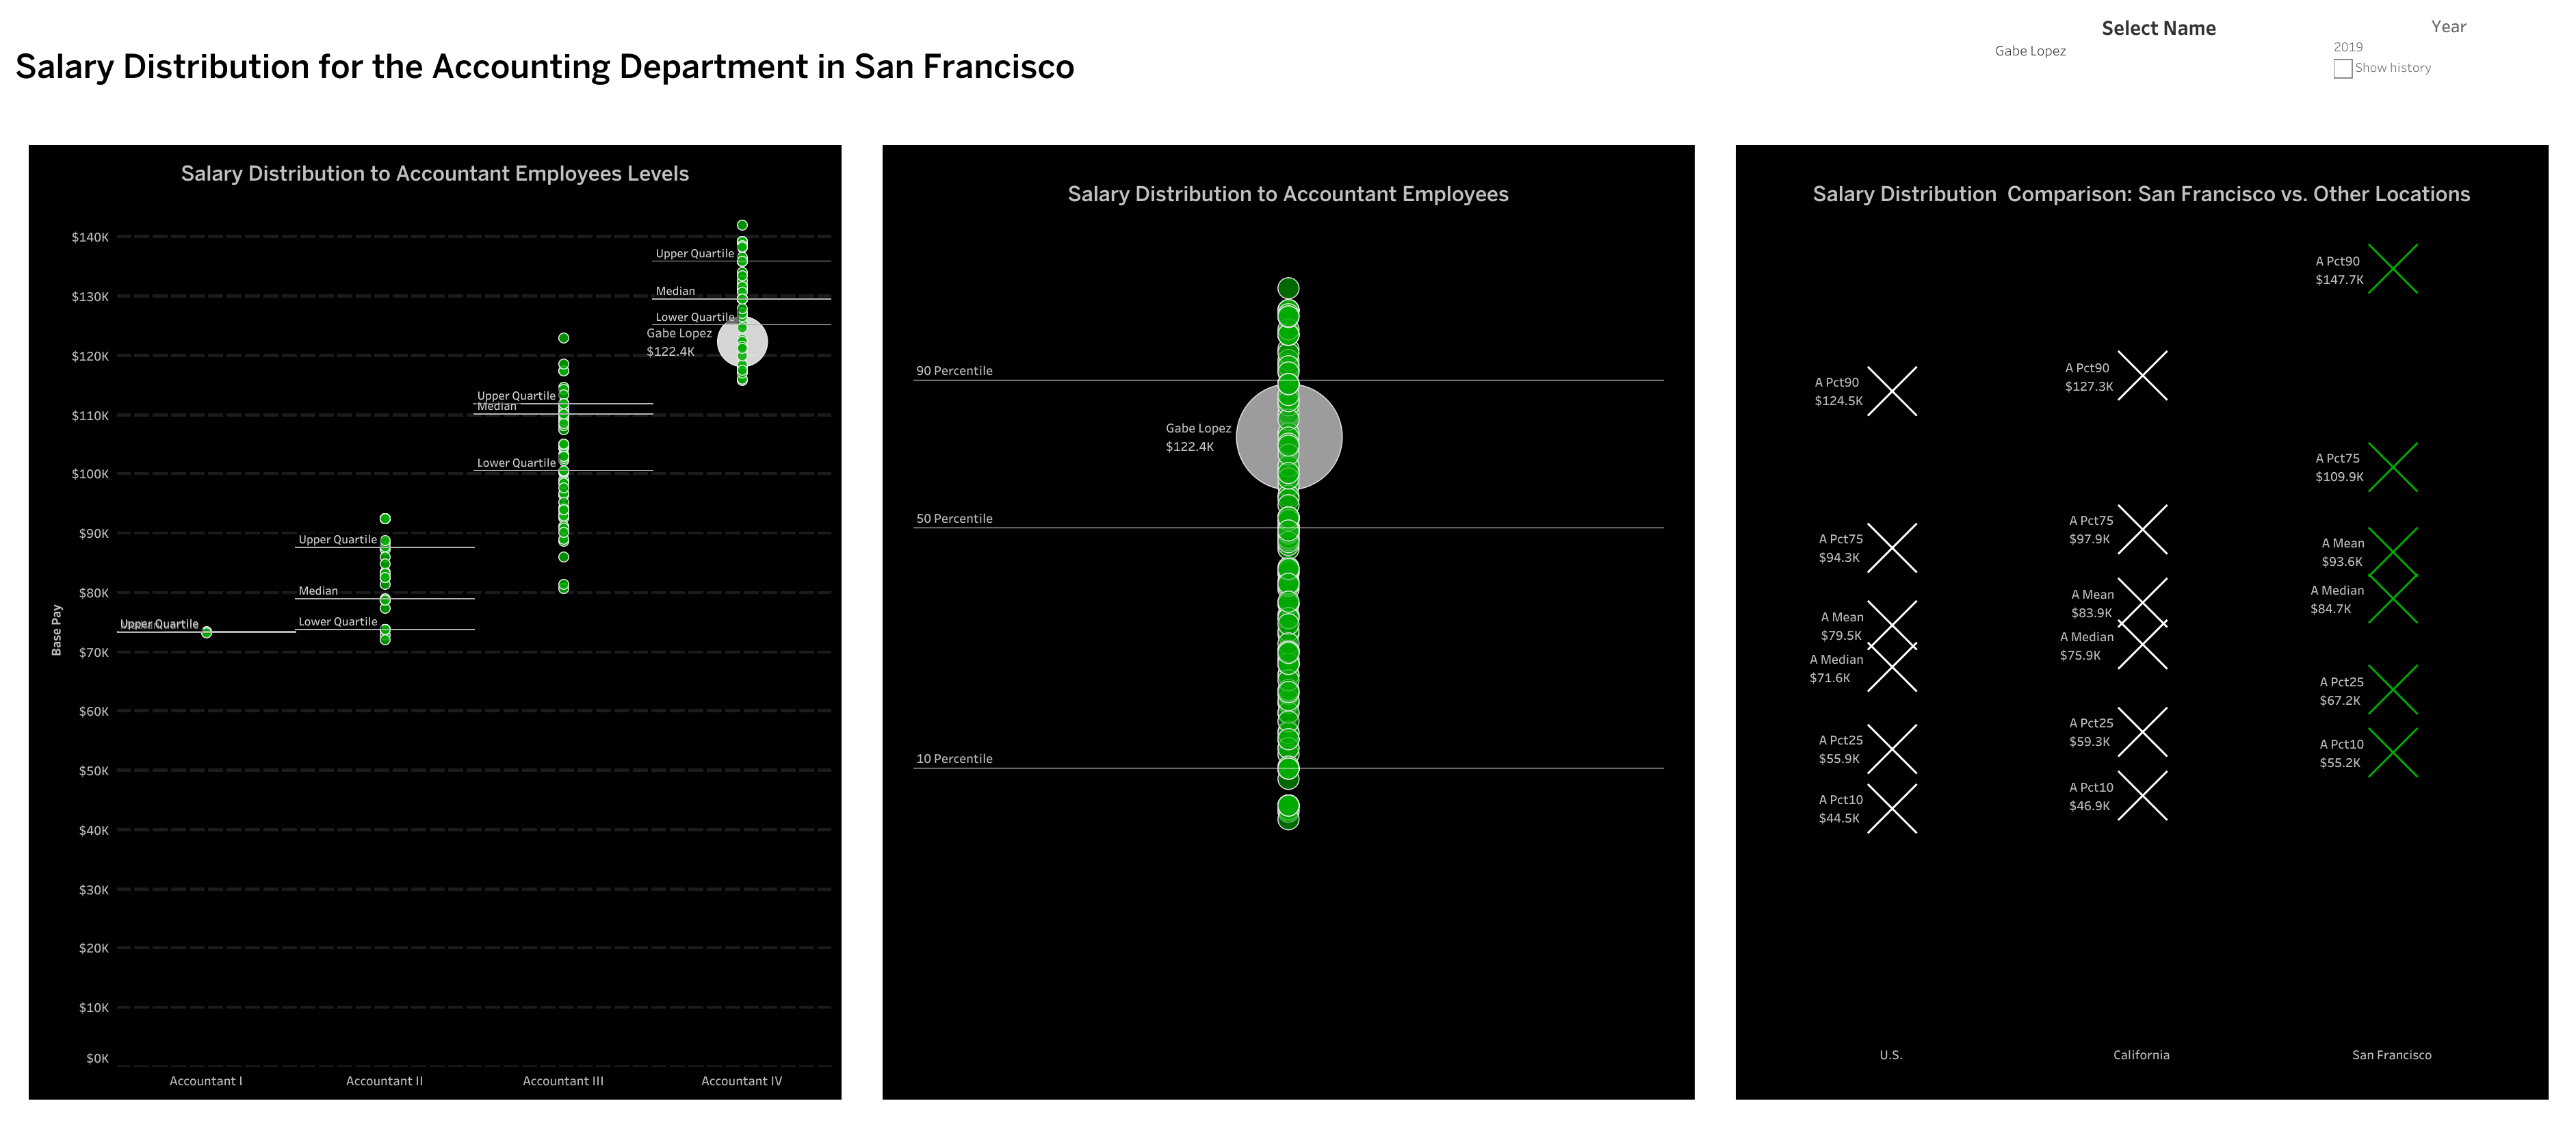 Salary Distribution for the Accounting Department in San Francisco
Select Name
Gabe Lopez
Year
2019
Show history
Salary Distribution to Accountant Employees Levels
Base Pay
$140K
$130K
$120K
$110K
$100K
$90K
$80K
$70K
$60K
$50K
$40K
$30K
$20K
$10K
$0K
Upper Quartile
Upper Quartile
Median
Lower Quartile
Upper Quartile
Median
Lower Quartile
Upper Quartile
Median
Lower Quartile
Gabe Lopez
$122.4K
Accountant I
Accountant II
Accountant III
Accountant IV
Salary Distribution to Accountant Employees
90 Percentile
Gabe Lopez
$122.4K
50 Percentile
10 Percentile
Salary Distribution  Comparison: San Francisco vs. Other Locations
A Pct90
$124.5K
A Pct75
$94.3K
A Mean
$79.5K
A Median
$71.6K
A Pct25
$55.9K
A Pct10
$44.5K
U.S.
A Pct90
$127.3K
A Pct75
$97.9K
A Mean
$83.9K
A Median
$75.9K
A Pct25
$59.3K
A Pct10
$46.9K
California
A Pct90
$147.7K
A Pct75
$109.9K
A Mean
$93.6K
A Median
$84.7K
A Pct25
$67.2K
A Pct10
$55.2K
San Francisco